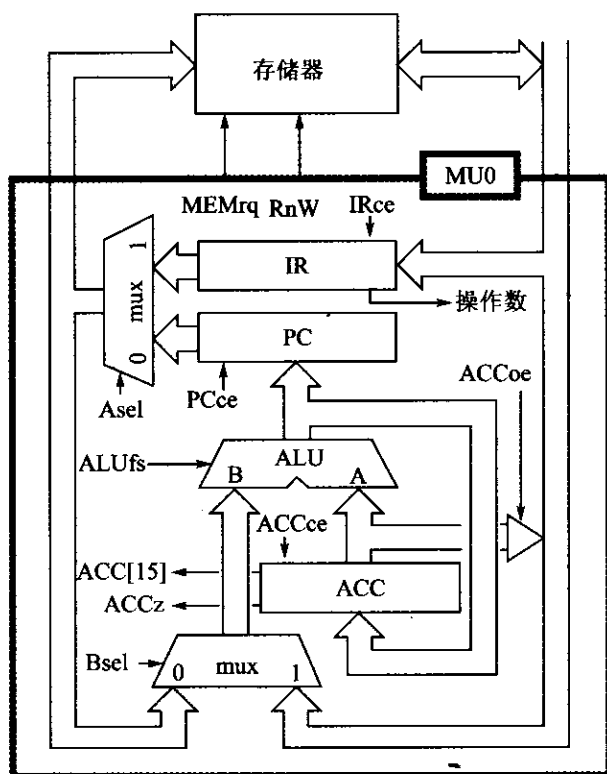 存储器
MU0
MEMrq RnW IRce
1
IR
mux
操作数
PC
0
ACCoe
Asel
PCce
ALUfs
ALU
B
A
ACCce
ACC[15]
ACC
ACCz
Bsel
0
mux
1